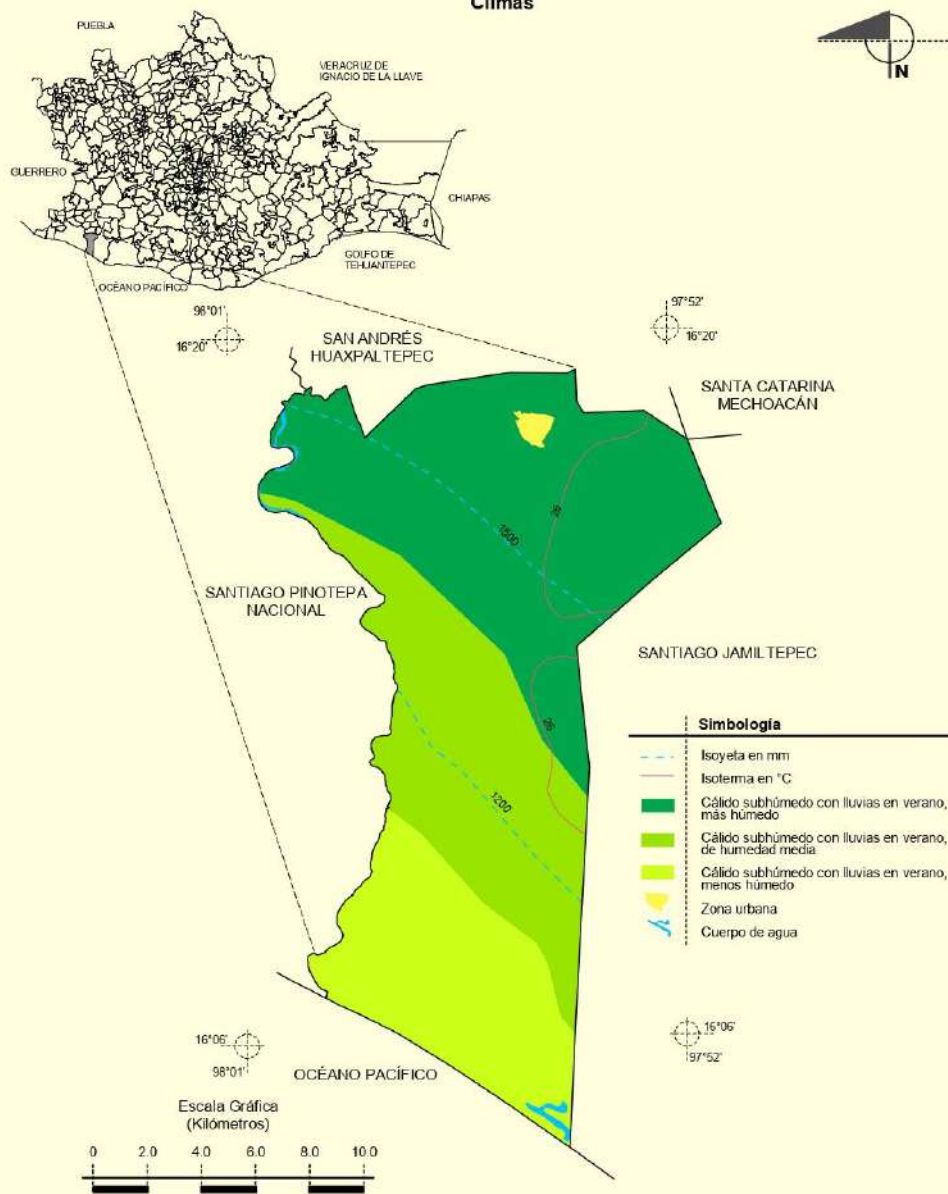 Climas
PUEBLA
VERACRUZ DE
IGNACIO DE LA LLAVE
N
GUERRERO
CHIAPAS
GOLFO DE
TEHUANTEPEC
OCÉANO PACÍFICO
98°01'
16°20'
97°52'
16°20'
SAN ANDRÉS
HUAXPALTEPEC
SANTA CATARINA
MECHOACÁN
1500
SANTIAGO PINOTEPA
NACIONAL
SANTIAGO JAMILTEPEC
26
1200
Simbología
Isoyeta en mm
Isoterma en °C
Cálido subhúmedo con lluvias en verano,
más húmedo
Cálido subhúmedo con lluvias en verano,
de humedad media
Cálido subhúmedo con lluvias en verano,
menos húmedo
Zona urbana
Cuerpo de agua
16°06'
98°01'
16°06'
97°52'
OCÉANO PACÍFICO
Escala Gráfica
(Kilómetros)
0 2.0 4.0 6.0 8.0 10.0